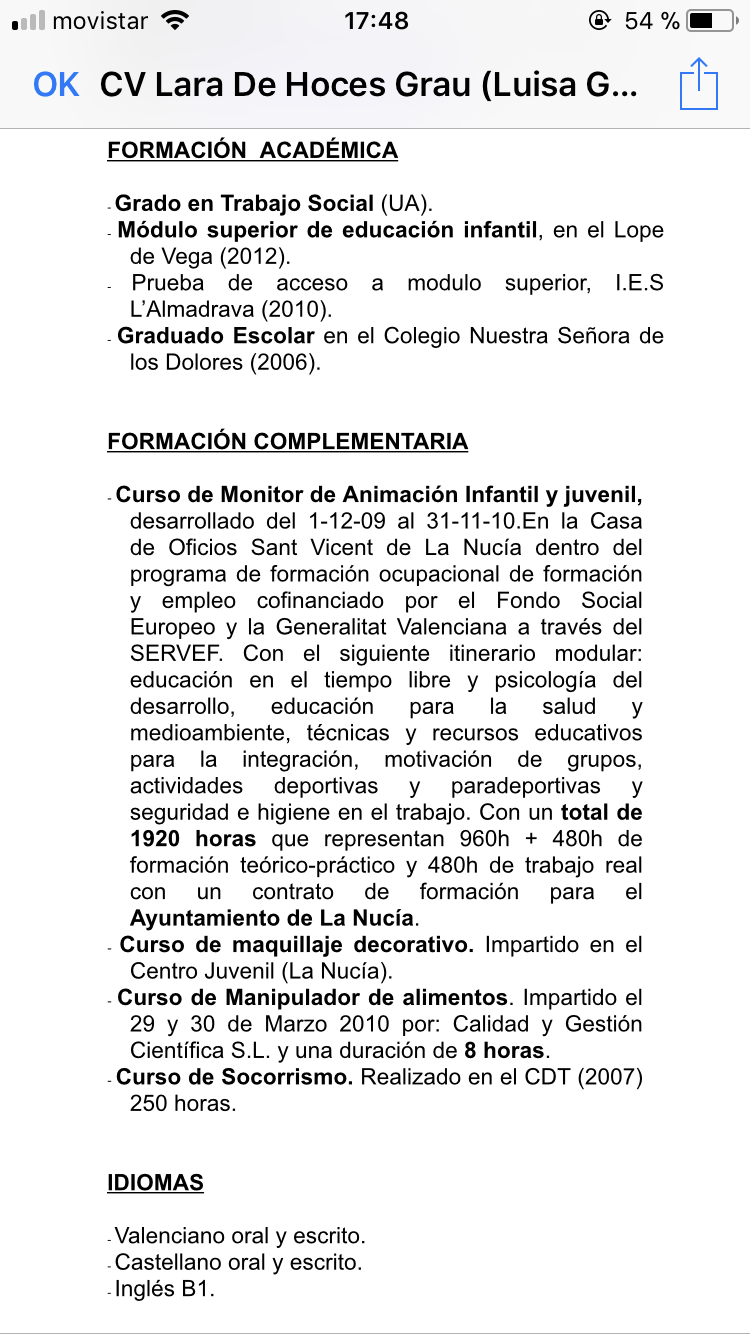 movistar 17:48 54 %
OK CV Lara De Hoces Grau (Luisa G...
FORMACIÓN ACADÉMICA
- Grado en Trabajo Social (UA).
- Módulo superior de educación infantil, en el Lope
de Vega (2012).
- Prueba de acceso a modulo superior, I.E.S
L’Almadrava (2010).
- Graduado Escolar en el Colegio Nuestra Señora de
los Dolores (2006).
FORMACIÓN COMPLEMENTARIA
- Curso de Monitor de Animación Infantil y juvenil,
desarrollado del 1-12-09 al 31-11-10.En la Casa
de Oficios Sant Vicent de La Nucía dentro del
programa de formación ocupacional de formación
y empleo cofinanciado por el Fondo Social
Europeo y la Generalitat Valenciana a través del
SERVEF. Con el siguiente itinerario modular:
educación en el tiempo libre y psicología del
desarrollo, educación para la salud y
medioambiente, técnicas y recursos educativos
para la integración, motivación de grupos,
actividades deportivas y paradeportivas y
seguridad e higiene en el trabajo. Con un total de
1920 horas que representan 960h + 480h de
formación teórico-práctico y 480h de trabajo real
con un contrato de formación para el
Ayuntamiento de La Nucía.
- Curso de maquillaje decorativo. Impartido en el
Centro Juvenil (La Nucía).
- Curso de Manipulador de alimentos. Impartido el
29 y 30 de Marzo 2010 por: Calidad y Gestión
Científica S.L. y una duración de 8 horas.
- Curso de Socorrismo. Realizado en el CDT (2007)
250 horas.
IDIOMAS
- Valenciano oral y escrito.
- Castellano oral y escrito.
- Inglés B1.